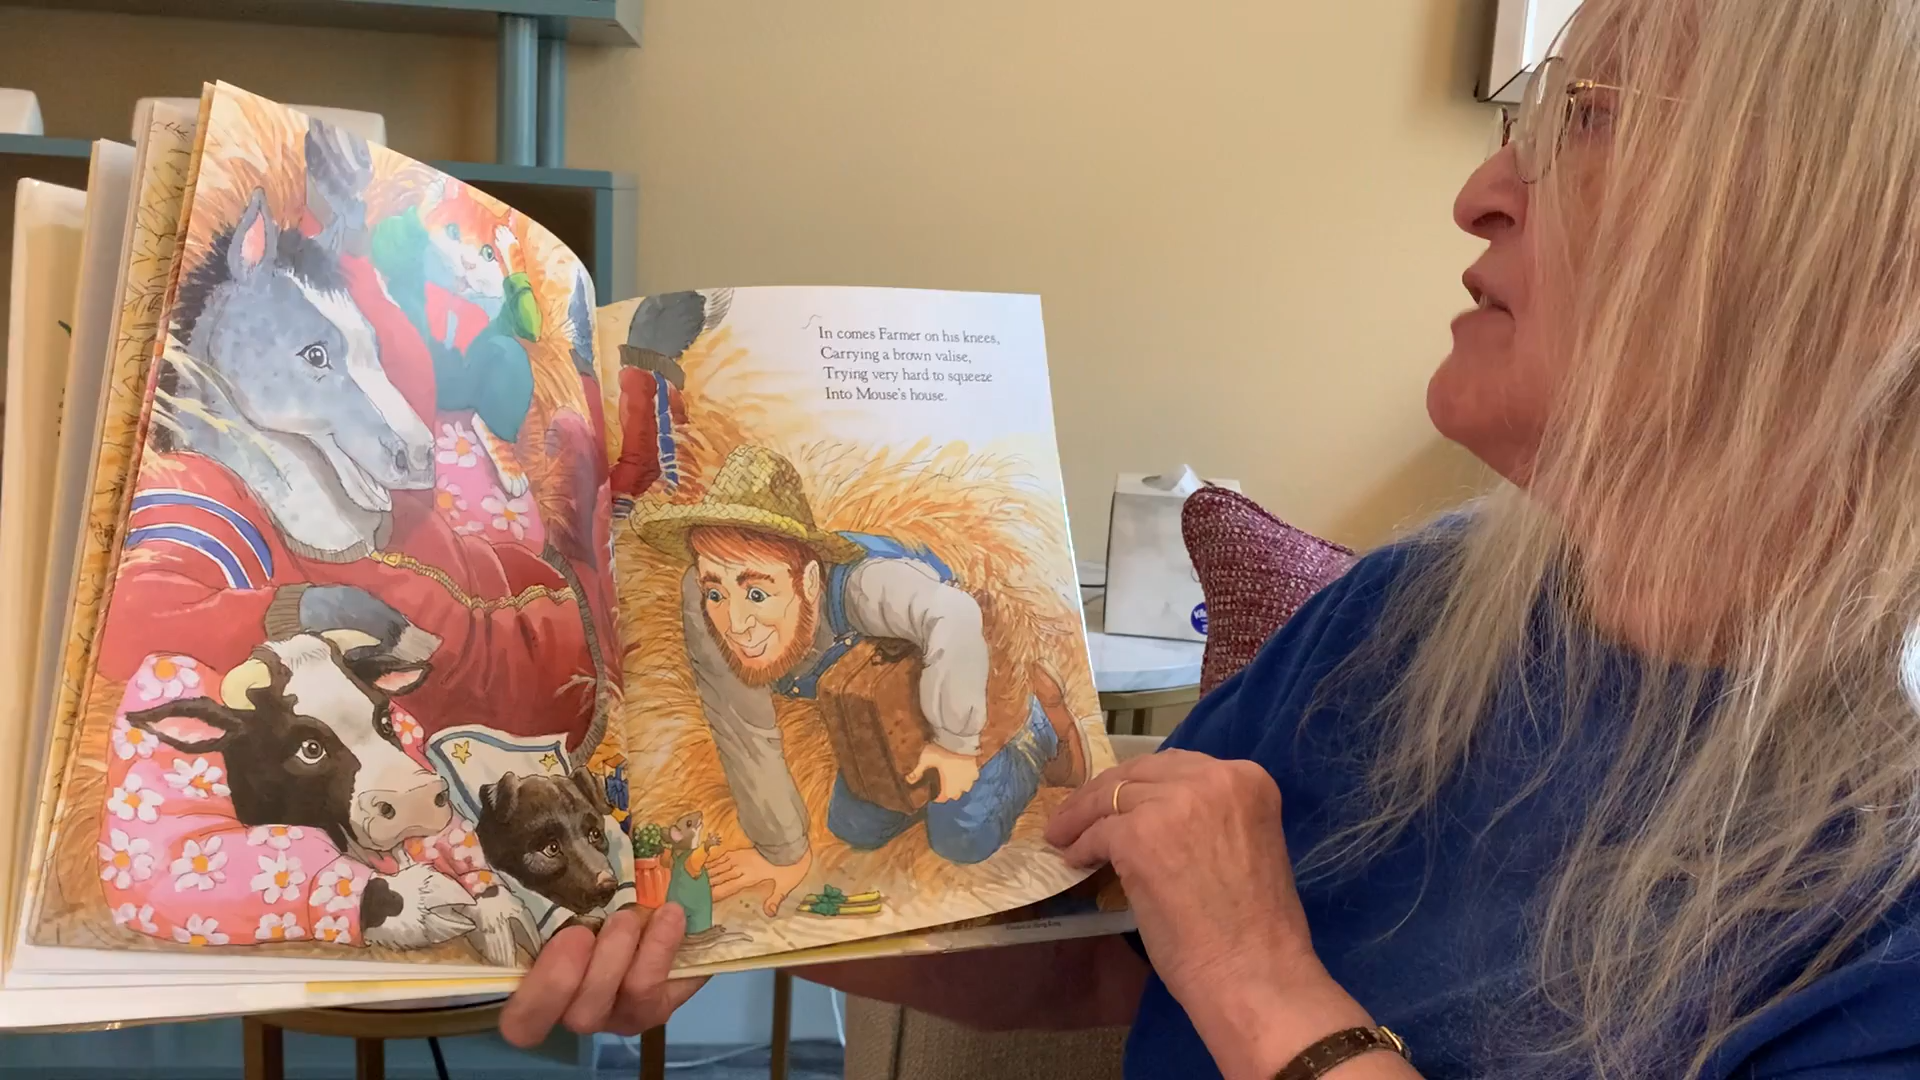 In comes Farmer on his knees,
Carrying a brown valise,
Trying very hard to squeeze
Into Mouse's house.